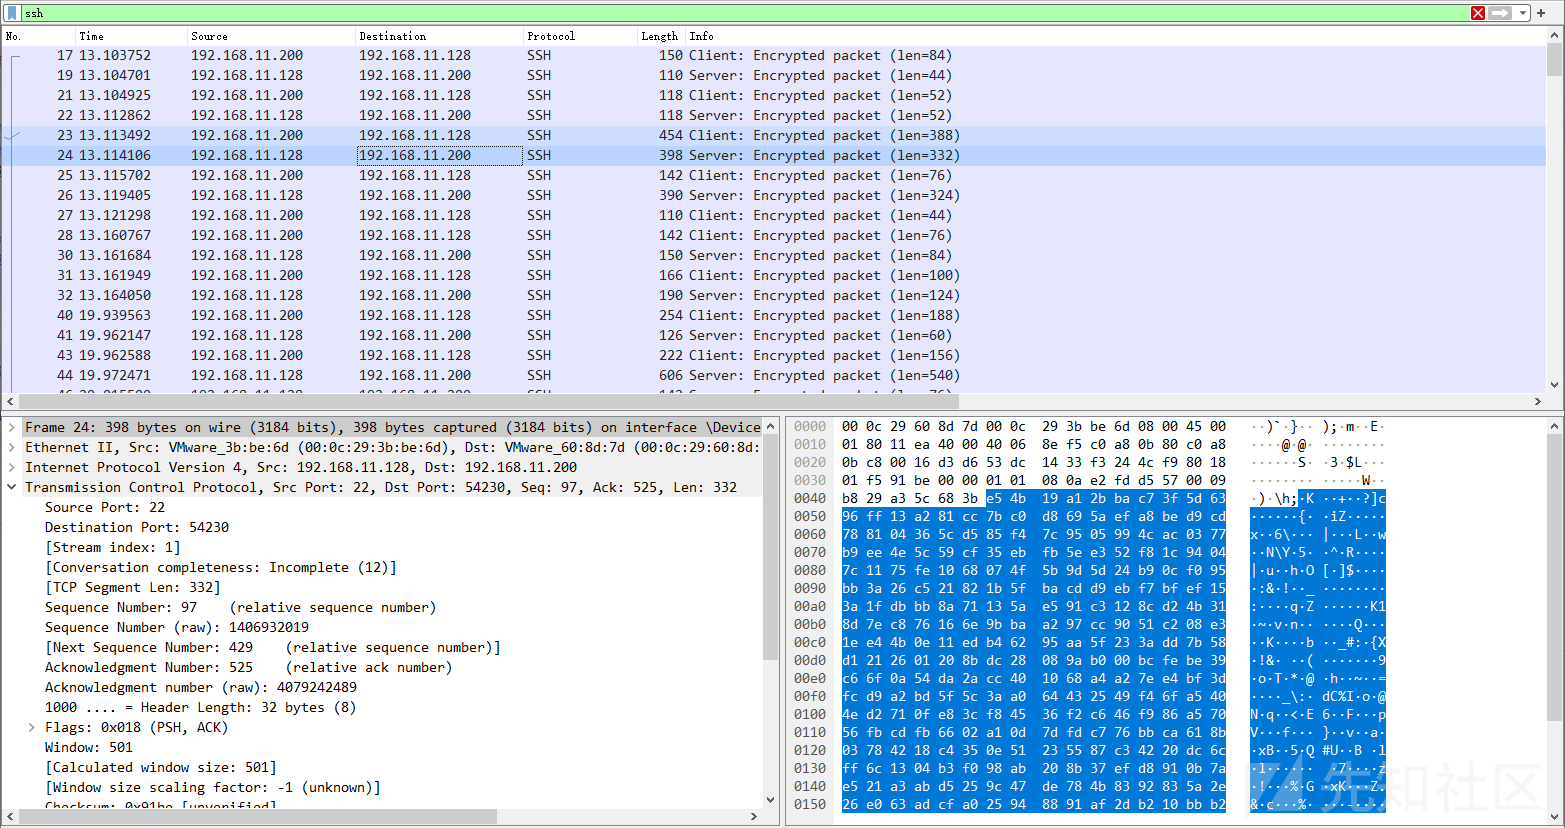 ssh
No. Time Source Destination Protocol Length Info
17 13.103752 192.168.11.200 192.168.11.128 SSH 150 Client: Encrypted packet (len=84)
19 13.104701 192.168.11.128 192.168.11.200 SSH 110 Server: Encrypted packet (len=44)
21 13.104925 192.168.11.200 192.168.11.128 SSH 118 Client: Encrypted packet (len=52)
22 13.112862 192.168.11.128 192.168.11.200 SSH 118 Server: Encrypted packet (len=52)
23 13.113492 192.168.11.200 192.168.11.128 SSH 454 Client: Encrypted packet (len=388)
24 13.114106 192.168.11.128 192.168.11.200 SSH 398 Server: Encrypted packet (len=332)
25 13.115702 192.168.11.200 192.168.11.128 SSH 142 Client: Encrypted packet (len=76)
26 13.119405 192.168.11.128 192.168.11.200 SSH 390 Server: Encrypted packet (len=324)
27 13.121298 192.168.11.200 192.168.11.128 SSH 110 Client: Encrypted packet (len=44)
28 13.160767 192.168.11.200 192.168.11.128 SSH 142 Client: Encrypted packet (len=76)
30 13.161684 192.168.11.128 192.168.11.200 SSH 150 Server: Encrypted packet (len=84)
31 13.161949 192.168.11.200 192.168.11.128 SSH 166 Client: Encrypted packet (len=100)
32 13.164050 192.168.11.128 192.168.11.200 SSH 190 Server: Encrypted packet (len=124)
40 19.939563 192.168.11.200 192.168.11.128 SSH 254 Client: Encrypted packet (len=188)
41 19.962147 192.168.11.128 192.168.11.200 SSH 126 Server: Encrypted packet (len=60)
43 19.962588 192.168.11.200 192.168.11.128 SSH 222 Client: Encrypted packet (len=156)
44 19.972471 192.168.11.128 192.168.11.200 SSH 606 Server: Encrypted packet (len=540)
Frame 24: 398 bytes on wire (3184 bits), 398 bytes captured (3184 bits) on interface \Device
Ethernet II, Src: VMware_3b:be:6d (00:0c:29:3b:be:6d), Dst: VMware_60:8d:7d (00:0c:29:60:8d:
Internet Protocol Version 4, Src: 192.168.11.128, Dst: 192.168.11.200
Transmission Control Protocol, Src Port: 22, Dst Port: 54230, Seq: 97, Ack: 525, Len: 332
Source Port: 22
Destination Port: 54230
[Stream index: 1]
[Conversation completeness: Incomplete (12)]
[TCP Segment Len: 332]
Sequence Number: 97 (relative sequence number)
Sequence Number (raw): 1406932019
[Next Sequence Number: 429 (relative sequence number)]
Acknowledgment Number: 525 (relative ack number)
Acknowledgment number (raw): 4079242489
1000 .... = Header Length: 32 bytes (8)
Flags: 0x018 (PSH, ACK)
Window: 501
[Calculated window size: 501]
[Window size scaling factor: -1 (unknown)]
Checksum: 0x91be [unverified]
0000 00 0c 29 60 8d 7d 00 0c 29 3b be 6d 08 00 45 00 ··)`·}·· );·m··E·
0010 01 80 11 ea 40 00 40 06 8e f5 c0 a8 0b 80 c0 a8 ····@·@· ········
0020 0b c8 00 16 d3 d6 53 dc 14 33 f3 24 4c f9 80 18 ······S· ·3·$L···
0030 01 f5 91 be 00 00 01 01 08 0a e2 fd d5 57 00 09 ········ ·····W··
0040 b8 29 a3 5c 68 3b e5 4b 19 a1 2b ba c7 3f 5d 63 ·)·\h;·K ··+··?]c
0050 96 ff 13 a2 81 cc 7b c0 d8 69 5a ef a8 be d9 cd ······{· ·iZ·····
0060 78 81 04 36 5c d5 85 f4 7c 95 05 99 4c ac 03 77 x··6\··· |···L··w
0070 b9 ee 4e 5c 59 cf 35 eb fb 5e e3 52 f8 1c 94 04 ··N\Y·5· ·^·R····
0080 7c 11 75 fe 10 68 07 4f 5b 9d 5d 24 b9 0c f0 95 |·u··h·O [·]$····
0090 bb 3a 26 c5 21 82 1b 5f ba cd d9 eb f7 bf ef 15 ·:&·!··_ ········
00a0 3a 1f db bb 8a 71 13 5a e5 91 c3 12 8c d2 4b 31 :····q·Z ······K1
00b0 8d 7e c8 76 16 6e 9b ba a2 97 cc 90 51 c2 08 e3 ·~·v·n·· ····Q···
00c0 1e e4 4b 0e 11 ed b4 62 95 aa 5f 23 3a dd 7b 58 ··K····b ··_#:·{X
00d0 d1 21 26 01 20 8b dc 28 08 9a b0 00 bc fe be 39 ·!&· ··( ·······9
00e0 c6 6f 0a 54 da 2a cc 40 10 68 a4 a2 7e e4 bf 3d ·o·T·*·@ ·h··~··=
00f0 fc d9 a2 bd 5f 5c 3a a0 64 43 25 49 f4 6f a5 40 ····_\:· dC%I·o·@
0100 4e d2 71 0f e8 3c f8 45 36 f2 c6 46 f9 86 a5 70 N·q··<·E 6··F···p
0110 56 fb cd fb 66 02 a1 0d 7d fd c7 76 bb ca 61 8b V···f··· }··v··a·
0120 03 78 42 18 c4 35 0e 51 23 55 87 c3 42 20 dc 6c ·xB··5·Q #U··B ·l
0130 ff 6c 13 04 b3 f0 98 ab 20 8b 37 ef d8 91 0b 7a ·l······ ·7····z
0140 e5 21 a3 ab d5 25 9c 47 de 78 4b 83 92 83 5a 2e ·!···%·G ·xK···Z.
0150 26 e0 63 ad cf a0 25 94 88 91 af 2d b2 10 bb b2 &·c···%·
先知社区